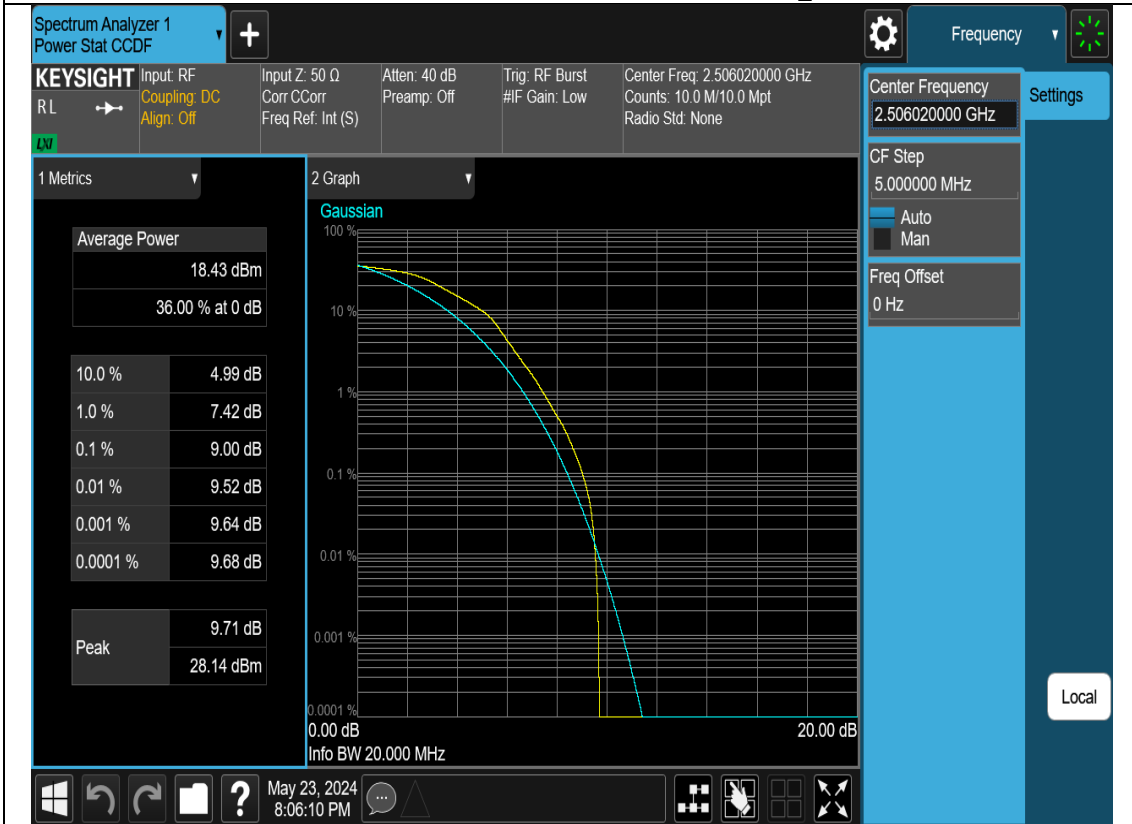 Spectrum Analyzer 1
Power Stat CCDF
+
Frequency
KEYSIGHT
RL
LXI
Input: RF
Coupling: DC
Align: Off
Input Z: 50 Ω
Corr CCorr
Freq Ref: Int (S)
Atten: 40 dB
Preamp: Off
Trig: RF Burst
#IF Gain: Low
Center Freq: 2.506020000 GHz
Counts: 10.0 M/10.0 Mpt
Radio Std: None
Center Frequency
2.506020000 GHz
Settings
CF Step
5.000000 MHz
Auto
Man
Freq Offset
0 Hz
Local
1 Metrics
Average Power
18.43 dBm
36.00 % at 0 dB
10.0 % 4.99 dB
1.0 % 7.42 dB
0.1 % 9.00 dB
0.01 % 9.52 dB
0.001 % 9.64 dB
0.0001 % 9.68 dB
Peak
9.71 dB
28.14 dBm
2 Graph
Gaussian
100 %
10 %
1 %
0.1 %
0.01 %
0.001 %
0.0001 %
0.00 dB 20.00 dB
Info BW 20.000 MHz
?
May 23, 2024
8:06:10 PM